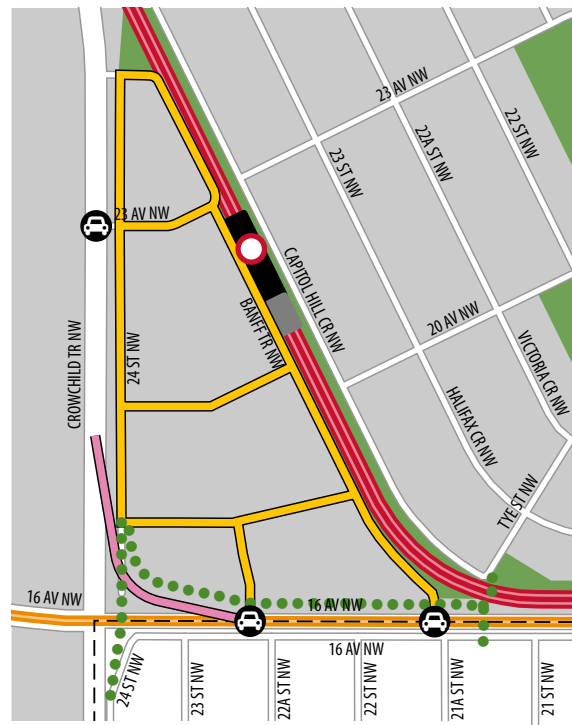 23 AV NW
22 ST NW
22A ST NW
23 ST NW
23 AV NW
CAPITOL HILL CR NW
BANFF TR NW
20 AV NW
24 ST NW
CROWCHILD TR NW
VICTORIA CR NW
HALIFAX CR NW
TYE ST NW
16 AV NW
16 AV NW
16 AV NW
24 ST NW
23 ST NW
22A ST NW
22 ST NW
21A ST NW
21 ST NW